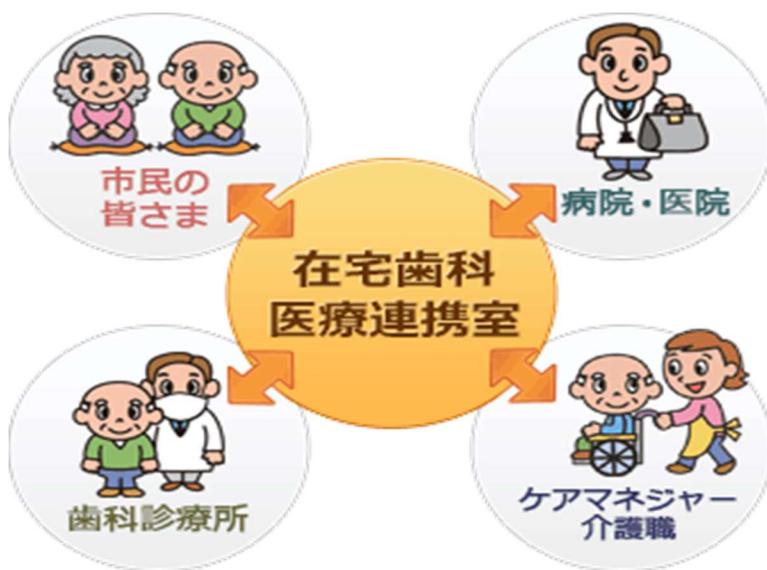 市民の
皆さま
病院・医院
在宅歯科
医療連携室
歯科診療所
ケアマネジャー
介護職